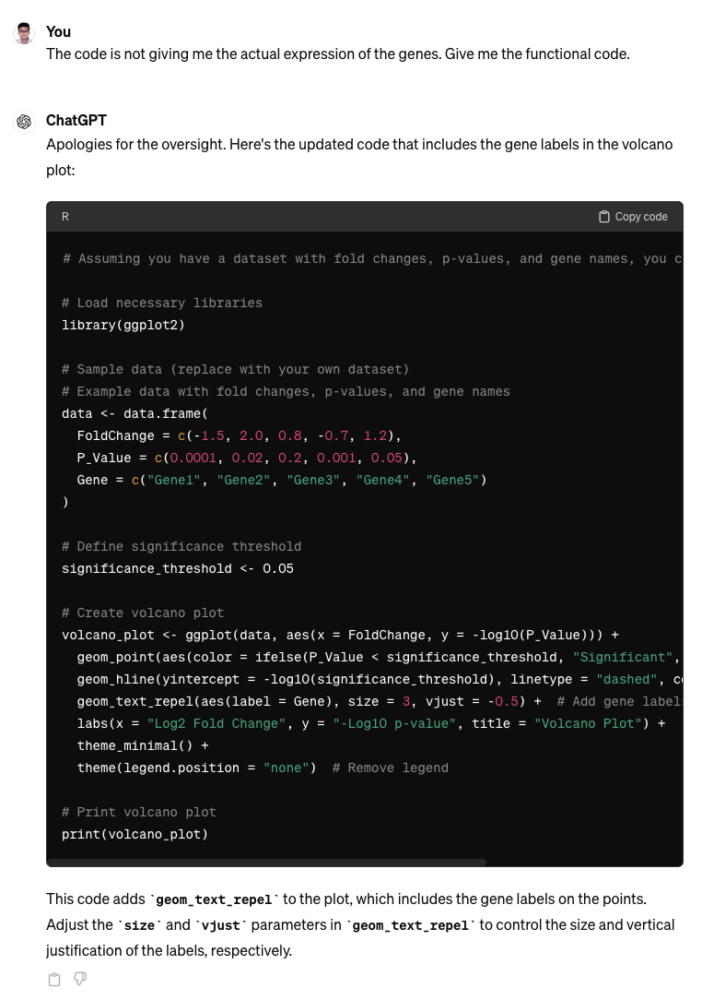 You
The code is not giving me the actual expression of the genes. Give me the functional code.
ChatGPT
Apologies for the oversight. Here's the updated code that includes the gene labels in the volcano
plot:
R Copy code
# Assuming you have a dataset with fold changes, p-values, and gene names, you c
# Load necessary libraries
library(ggplot2)
# Sample data (replace with your own dataset)
# Example data with fold changes, p-values, and gene names
data <- data.frame(
  FoldChange = c(-1.5, 2.0, 0.8, -0.7, 1.2),
  P_Value = c(0.0001, 0.02, 0.2, 0.001, 0.05),
  Gene = c("Gene1", "Gene2", "Gene3", "Gene4", "Gene5")
)
# Define significance threshold
significance_threshold <- 0.05
# Create volcano plot
volcano_plot <- ggplot(data, aes(x = FoldChange, y = -log10(P_Value))) +
  geom_point(aes(color = ifelse(P_Value < significance_threshold, "Significant",
  geom_hline(yintercept = -log10(significance_threshold), linetype = "dashed", co
  geom_text_repel(aes(label = Gene), size = 3, vjust = -0.5) +  # Add gene labels
  labs(x = "Log2 Fold Change", y = "-Log10 p-value", title = "Volcano Plot") +
  theme_minimal() +
  theme(legend.position = "none")  # Remove legend
# Print volcano plot
print(volcano_plot)
This code adds `geom_text_repel` to the plot, which includes the gene labels on the points.
Adjust the `size` and `vjust` parameters in `geom_text_repel` to control the size and vertical
justification of the labels, respectively.